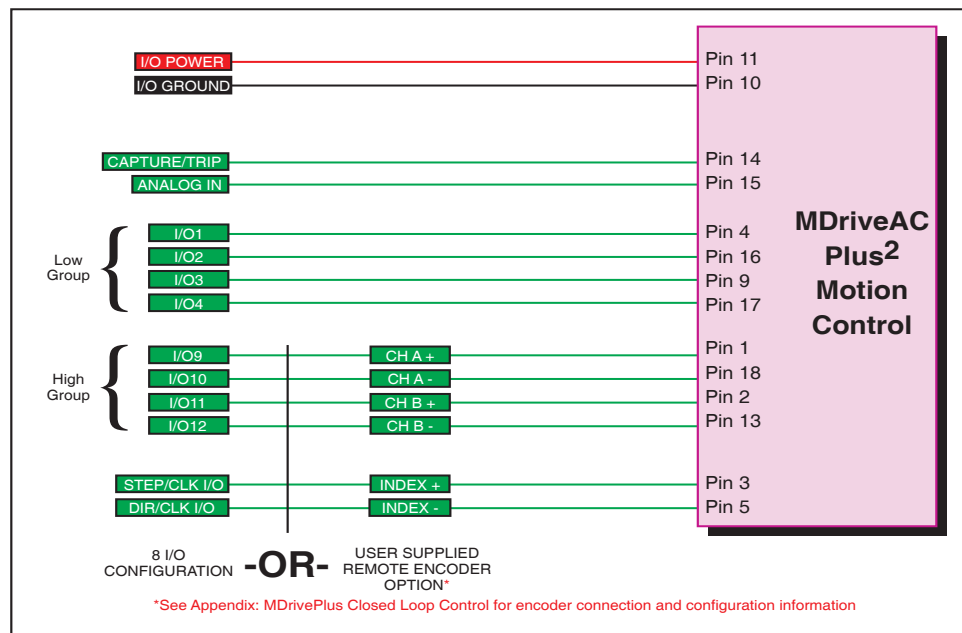 I/O POWER
Pin 11
I/O GROUND
Pin 10
CAPTURE/TRIP
Pin 14
ANALOG IN
Pin 15
MDriveAC
Plus2
Motion
Control
Low
Group
I/O1
Pin 4
I/O2
Pin 16
I/O3
Pin 9
I/O4
Pin 17
High
Group
I/O9
CH A +
Pin 1
I/O10
CH A -
Pin 18
I/O11
CH B +
Pin 2
I/O12
CH B -
Pin 13
STEP/CLK I/O
INDEX +
Pin 3
DIR/CLK I/O
INDEX -
Pin 5
8 I/O
CONFIGURATION
-OR-
USER SUPPLIED
REMOTE ENCODER
OPTION*
*See Appendix: MDrivePlus Closed Loop Control for encoder connection and configuration information